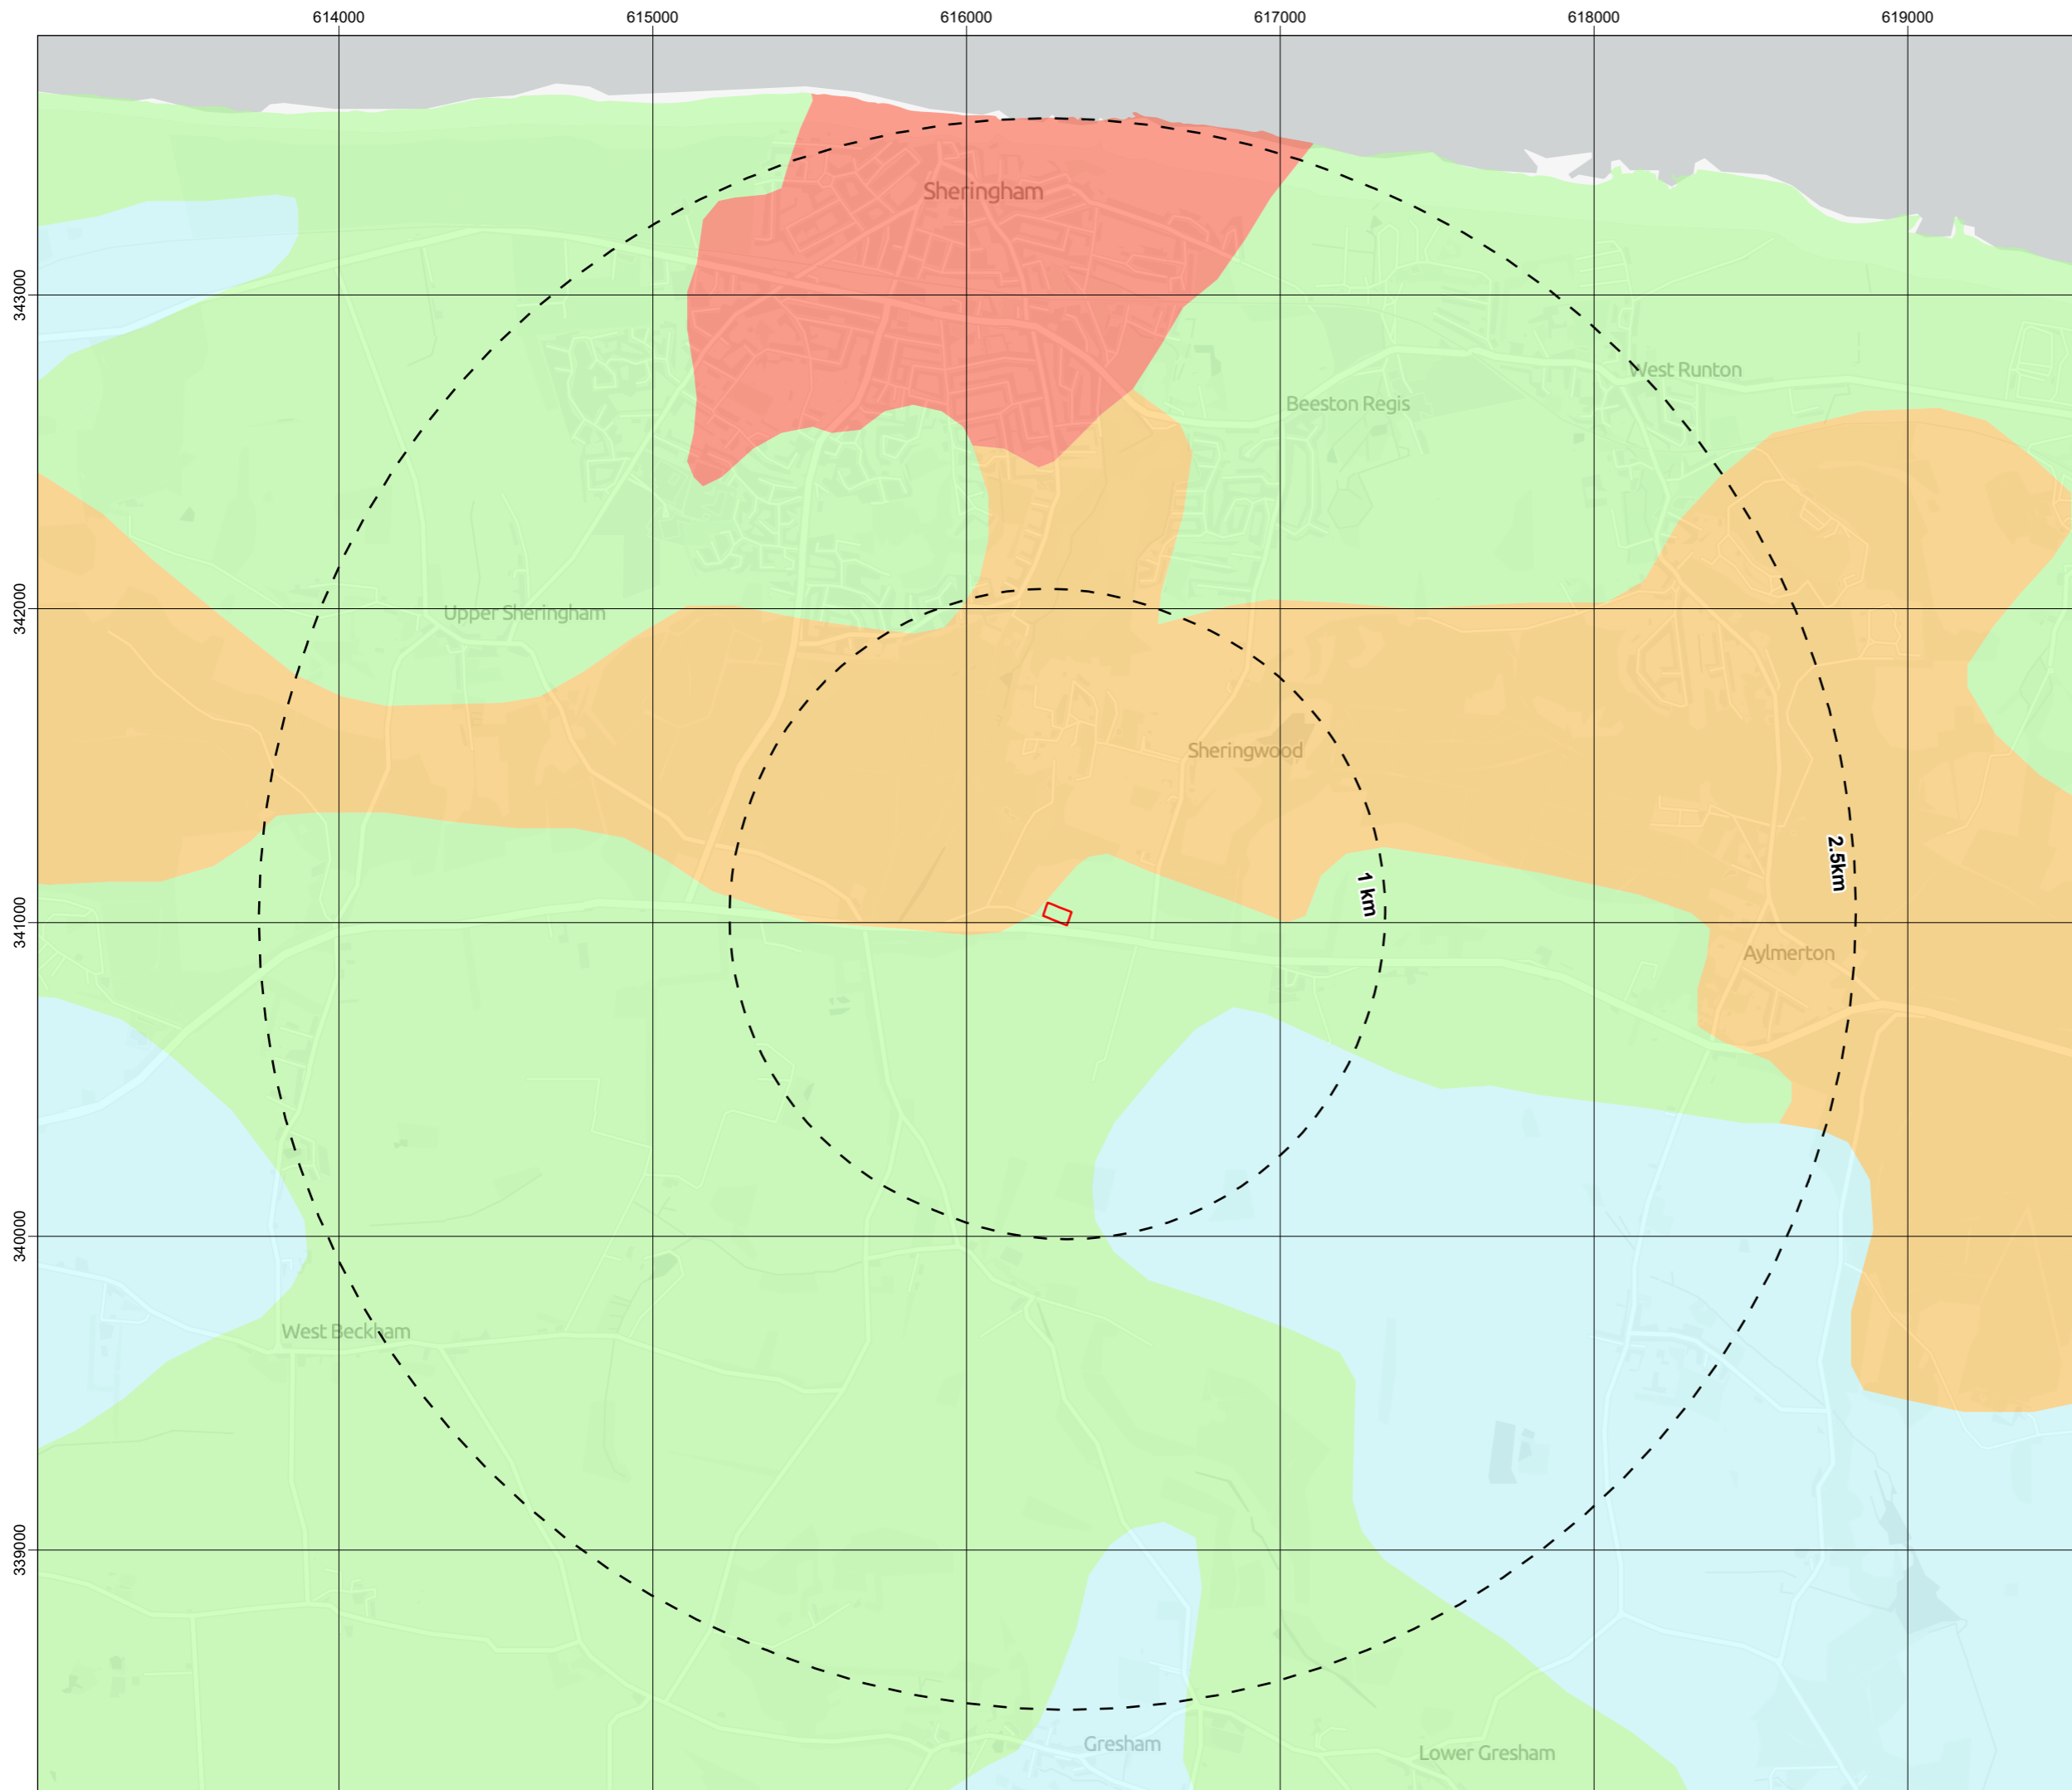 614000 615000 616000 617000 618000 619000
Sheringham
343000
West Runton
Beeston Regis
342000
Upper Sheringham
Sheringwood
2.5km
1 km
341000
Aylmerton
340000
West Beckham
339000
Gresham
Lower Gresham